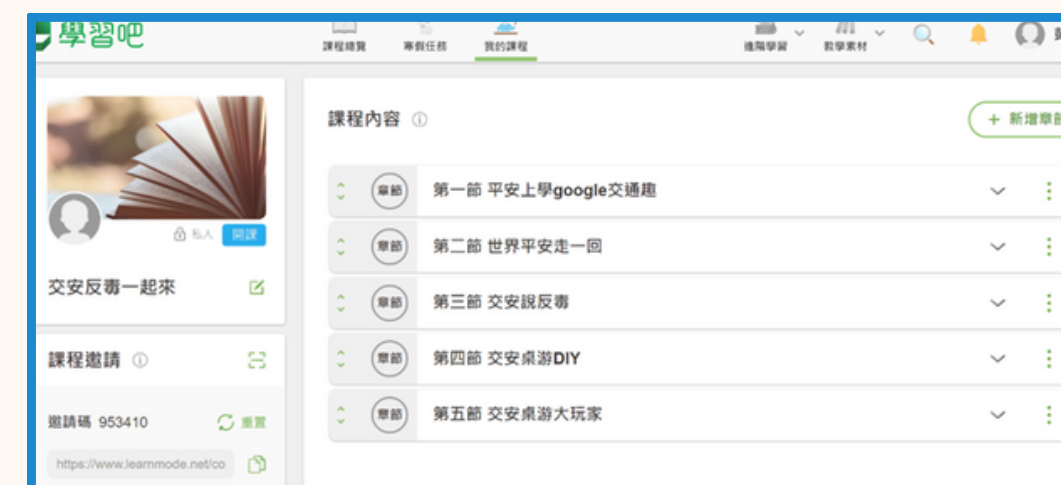 學習吧
課程總覽 寒假任務 我的課程 進階學習 教學素材
課程內容
+ 新增章節
章節 第一節 平安上學google交通趣
私人 開課
章節 第二節 世界平安走一回
交安反毒一起來
章節 第三節 交安說反毒
課程邀請
章節 第四節 交安桌游DIY
邀請碼 953410 重置
章節 第五節 交安桌游大玩家
https://www.learnmode.net/co